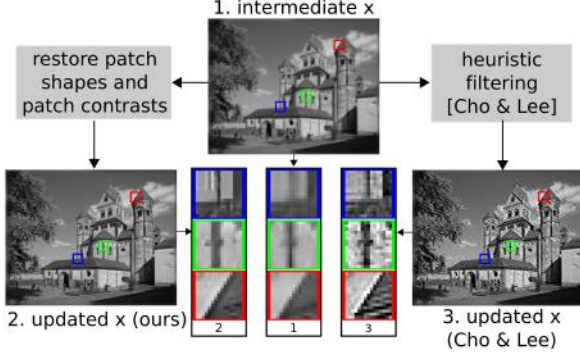 1. intermediate x
restore patch
shapes and
patch contrasts
heuristic
filtering
[Cho & Lee]
2. updated x (ours)
2
1
3
3. updated x
(Cho & Lee)